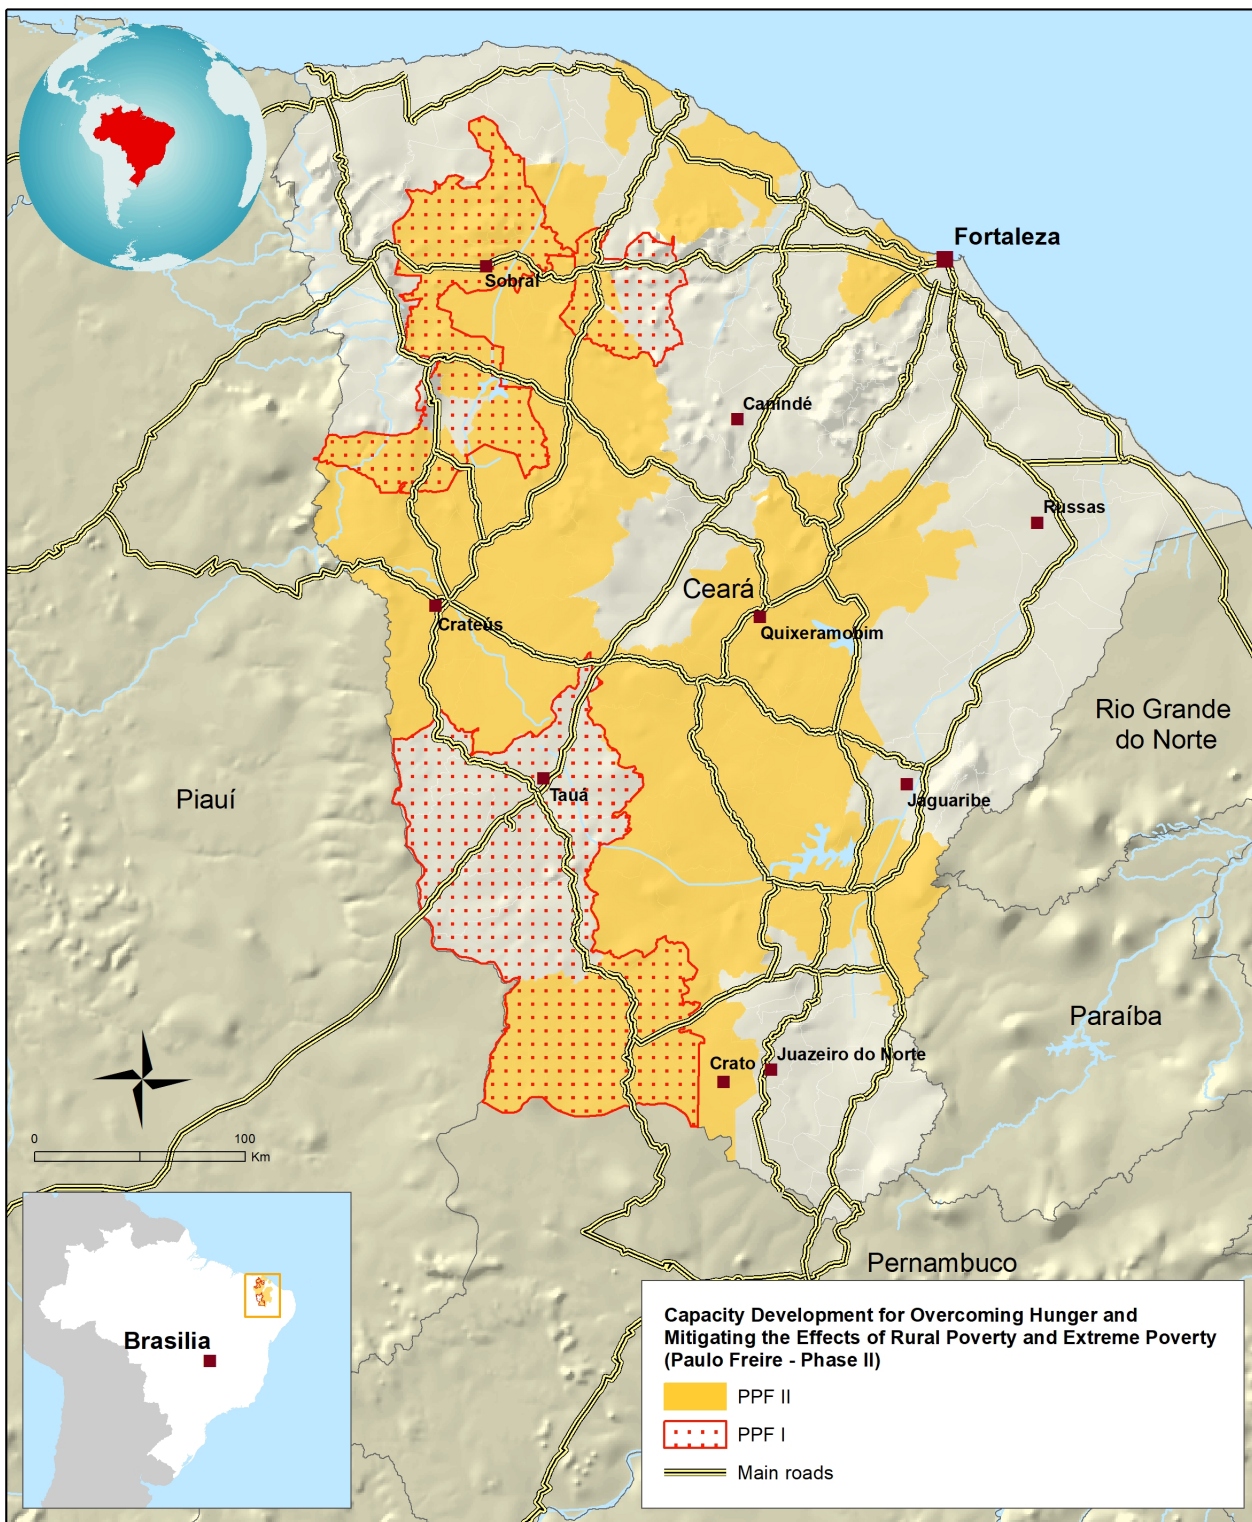 Fortaleza
Sobral
Canindé
Russas
Ceará
Crateús
Quixeramobim
Rio Grande
do Norte
Piauí
Tauá
Jaguaribe
Paraíba
Crato
Juazeiro do Norte
0
100
Km
Pernambuco
Brasilia
Capacity Development for Overcoming Hunger and
Mitigating the Effects of Rural Poverty and Extreme Poverty
(Paulo Freire - Phase II)
PPF II
PPF I
Main roads